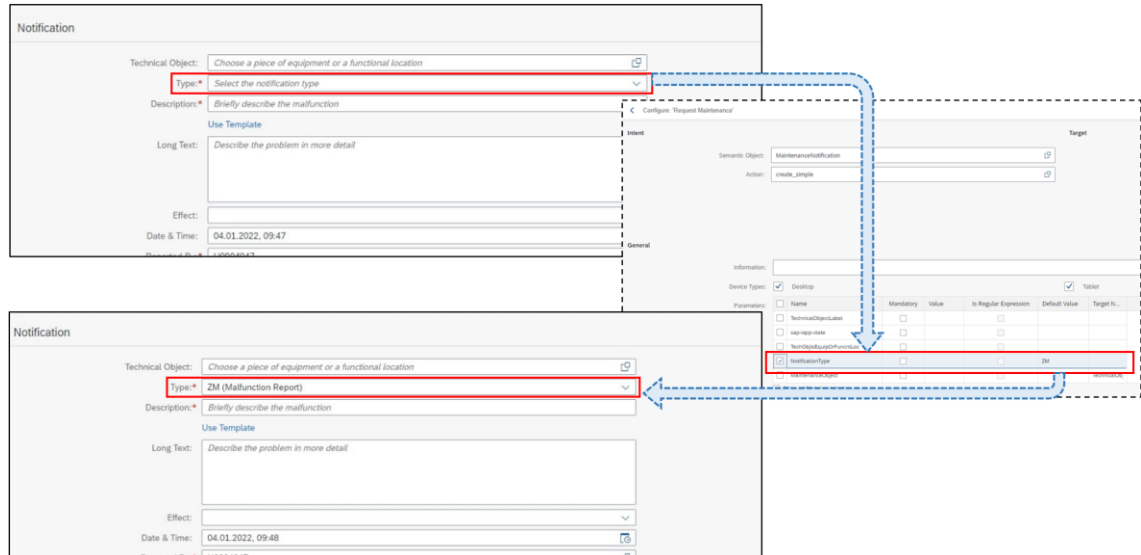 Notification
Technical Object: Choose a piece of equipment or a functional location
Type:* Select the notification type
Description:* Briefly describe the malfunction
Use Template
Long Text: Describe the problem in more detail
Effect:
Date & Time: 04.01.2022, 09:47
Configure: 'Request Maintenance'
Intent Target
Semantic Object: MaintenanceNotification
Action: create_simple
General
Information:
Device Types: Desktop Tablet
Parameters: Name Mandatory Value Is Regular Expression Default Value Target N...
TechnicalObjectLabel
sap-iapp-state
TechObjIsEquipOrFuncnlLoc
NotificationType ZM
MaintenanceObject TechnicalObj
Notification
Technical Object: Choose a piece of equipment or a functional location
Type:* ZM (Malfunction Report)
Description:* Briefly describe the malfunction
Use Template
Long Text: Describe the problem in more detail
Effect:
Date & Time: 04.01.2022, 09:48